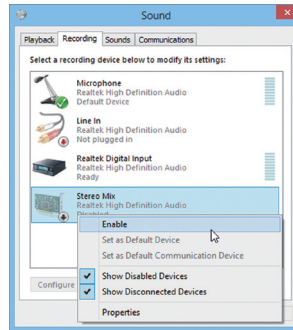 Sound
Playback Recording Sounds Communications
Select a recording device below to modify its settings:
Microphone
Realtek High Definition Audio
Default Device
Line In
Realtek High Definition Audio
Not plugged in
Realtek Digital Input
Realtek High Definition Audio
Ready
Stereo Mix
Realtek High Definition Audio
Disabled
Enable
Set as Default Device
Set as Default Communication Device
Show Disabled Devices
Show Disconnected Devices
Configure
Properties